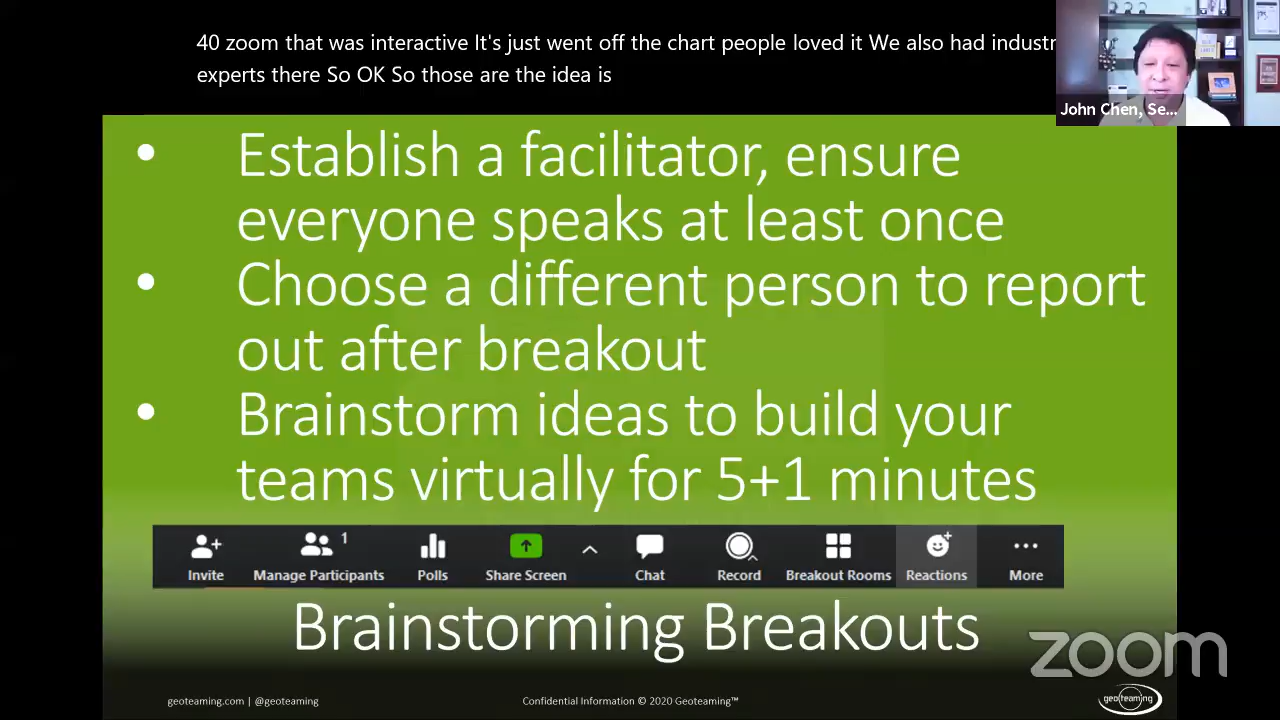 40 zoom that was interactive It's just went off the chart people loved it We also had industr
experts there So OK So those are the idea is
John Chen, Se...
• Establish a facilitator, ensure
everyone speaks at least once
• Choose a different person to report
out after breakout
• Brainstorm ideas to build your
teams virtually for 5+1 minutes
1
Invite Manage Participants Polls Share Screen Chat Record Breakout Rooms Reactions More
Brainstorming Breakouts
zoom
geoteaming.com | @geoteaming Confidential Information © 2020 Geoteaming™ geoteaming